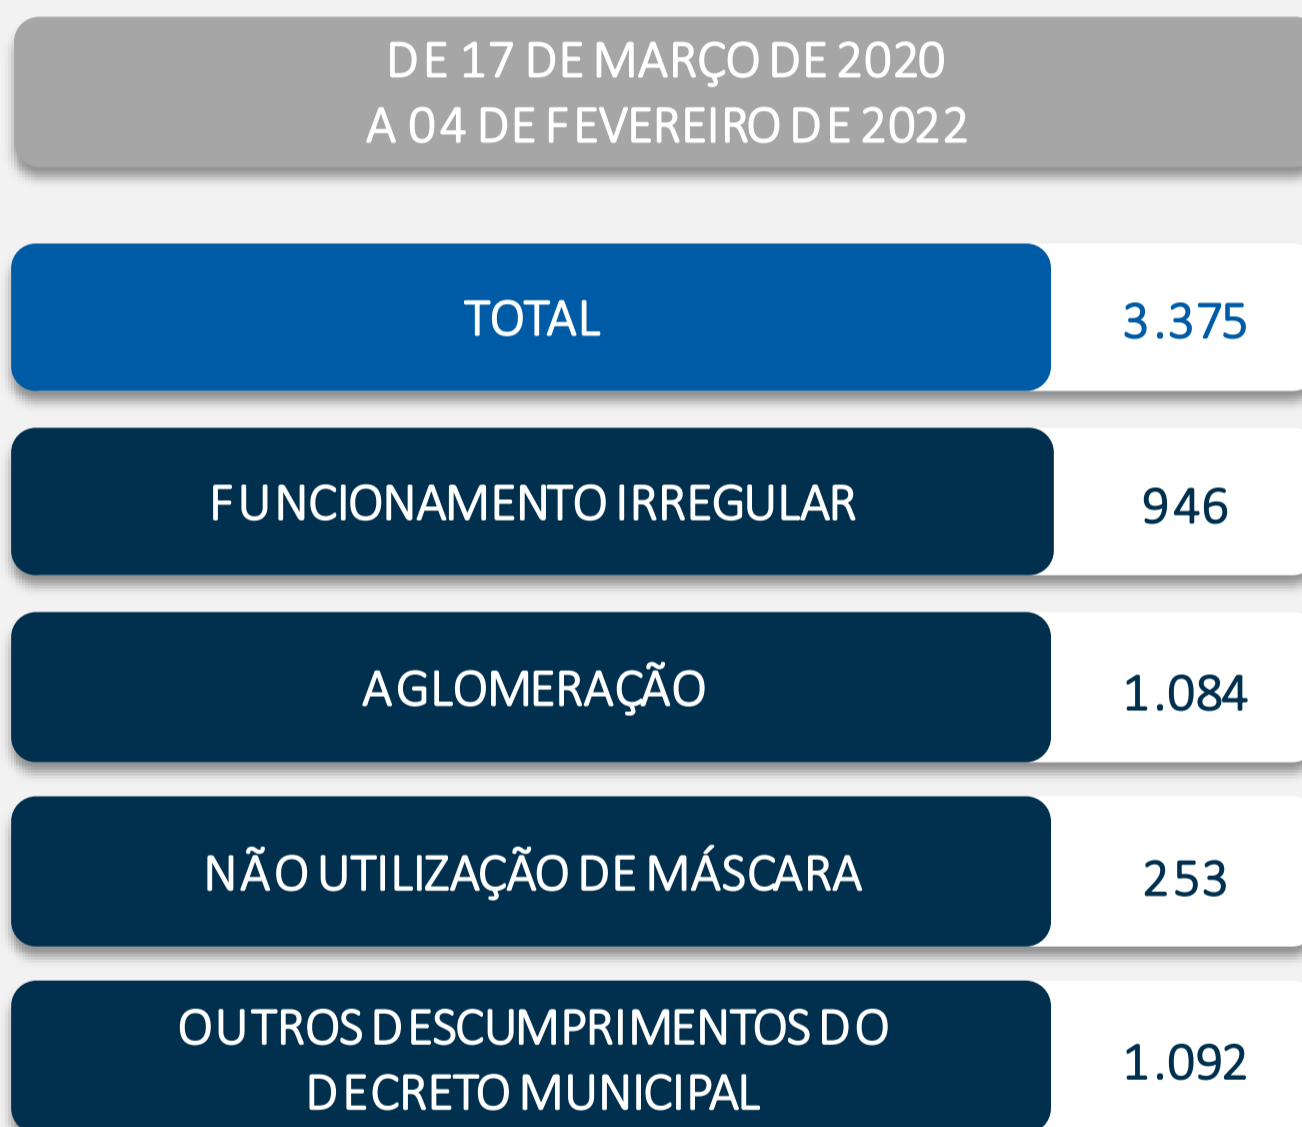 DE 17 DE MARÇO DE 2020
A 04 DE FEVEREIRO DE 2022
TOTAL 3.375
FUNCIONAMENTO IRREGULAR 946
AGLOMERAÇÃO 1.084
NÃO UTILIZAÇÃO DE MÁSCARA 253
OUTROS DESCUMPRIMENTOS DO
DECRETO MUNICIPAL 1.092